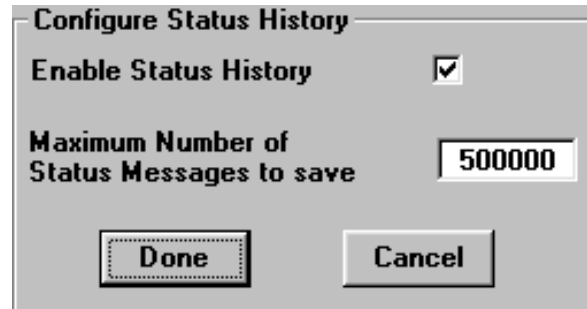 Configure Status History
Enable Status History
Maximum Number of
Status Messages to save
500000
Done
Cancel